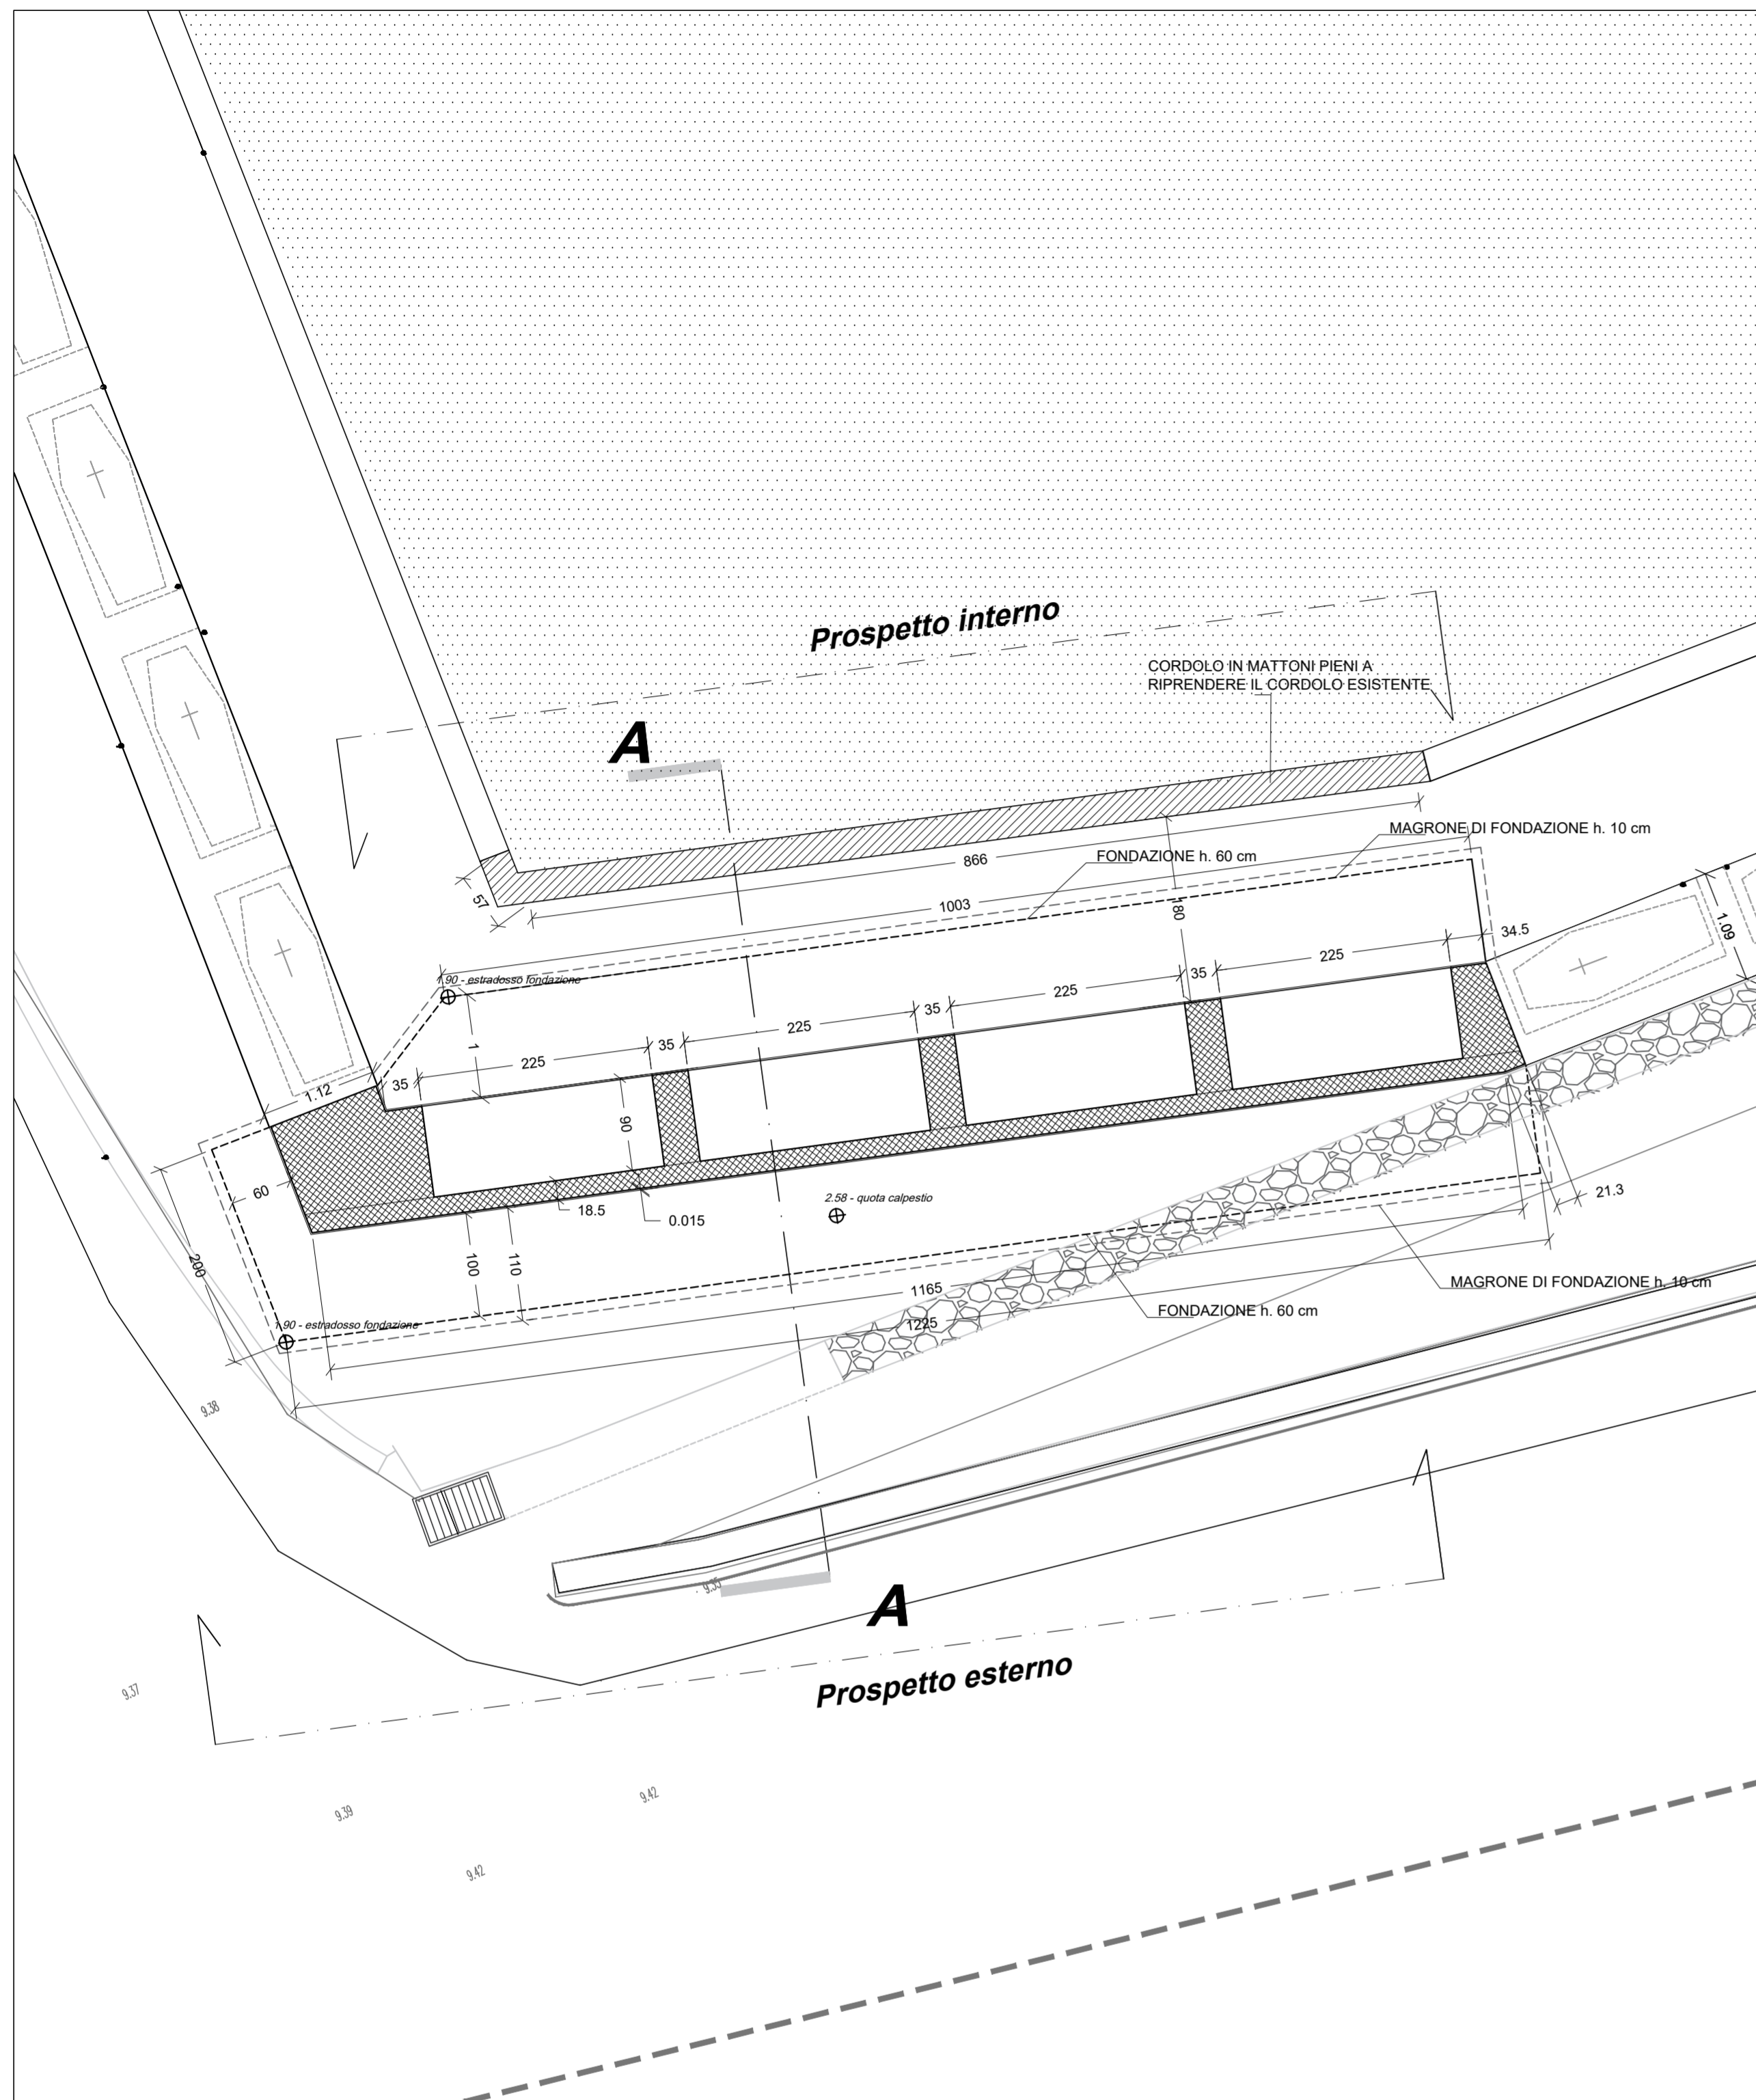 Prospetto interno
CORDOLO IN MATTONI PIENI A
RIPRENDERE IL CORDOLO ESISTENTE
A
MAGRONE DI FONDAZIONE h. 10 cm
FONDAZIONE h. 60 cm
866
57
1003
180
34.5
1.09
225
35
1.90 - estradosso fondazione
225
35
225
35
1
225
35
1.12
90
60
2.58 - quota calpestio
18.5
0.015
21.3
200
100
110
MAGRONE DI FONDAZIONE h. 10 cm
1165
FONDAZIONE h. 60 cm
1225
1.90 - estradosso fondazione
9.38
9.35
A
Prospetto esterno
9.37
9.42
9.39
9.42